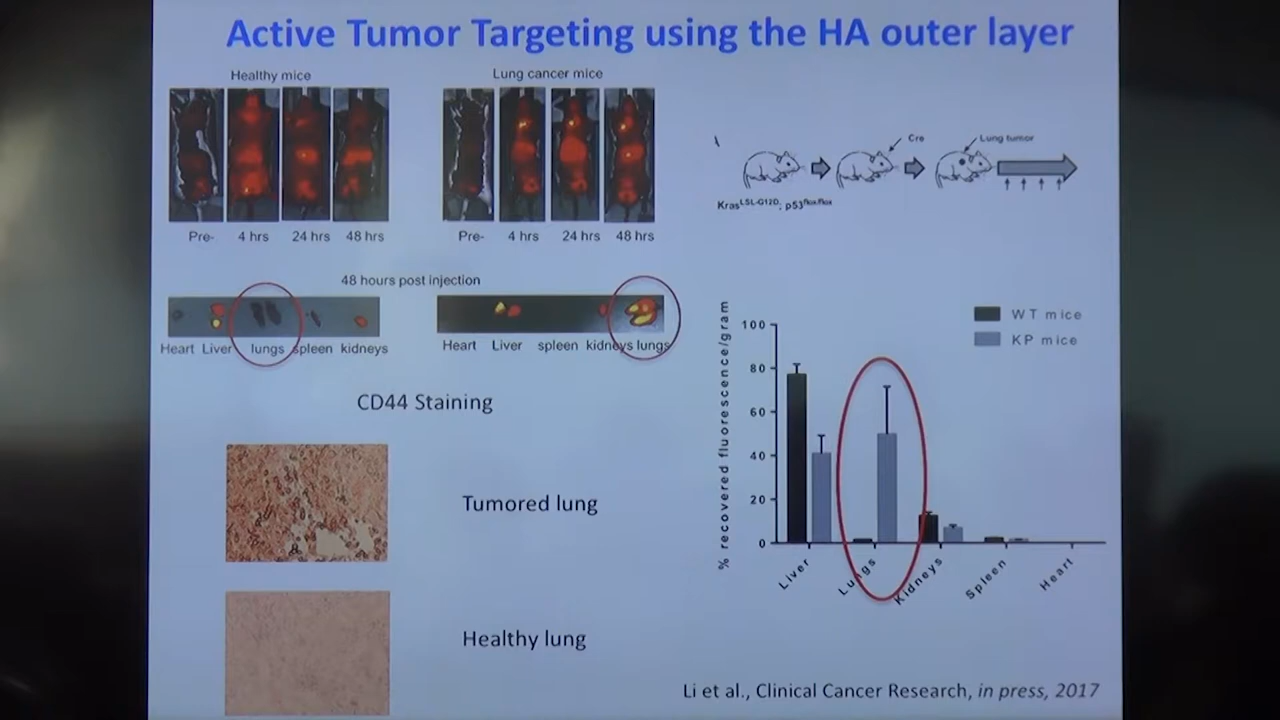 Active Tumor Targeting using the HA outer layer
Healthy mice
Lung cancer mice
Pre- 4 hrs 24 hrs 48 hrs
Pre- 4 hrs 24 hrs 48 hrs
Cre
Lung tumor
KrasLSL-G12D; p53flox/flox
48 hours post injection
Heart Liver lungs spleen kidneys
Heart Liver spleen kidneys lungs
CD44 Staining
Tumored lung
Healthy lung
% recovered fluorescence/gram
100
80
60
40
20
0
WT mice
KP mice
Liver
Lungs
Kidneys
Spleen
Heart
Li et al., Clinical Cancer Research, in press, 2017